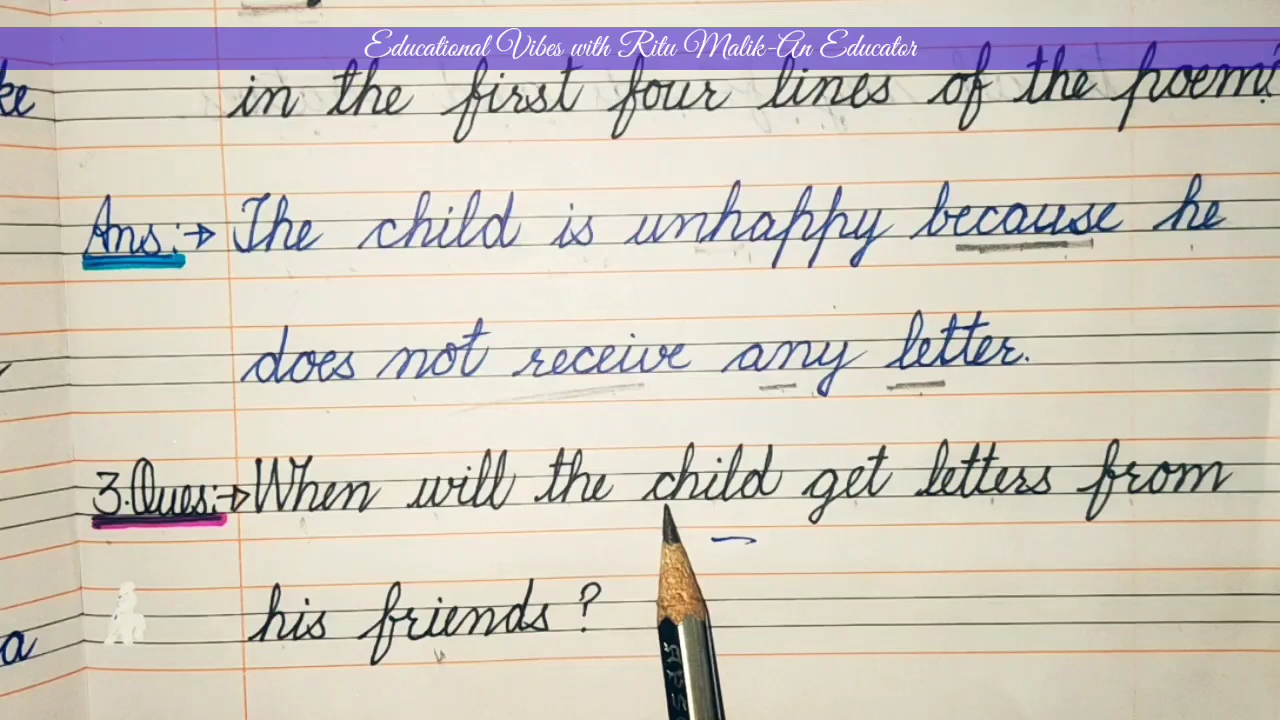 Educational Vibes with Ritu Malik-An Educator
ke in the first four lines of the poem?
Ans:→ The child is unhappy because he
does not receive any letter.
3.Ques:→ When will the child get letters from
his friends?
a